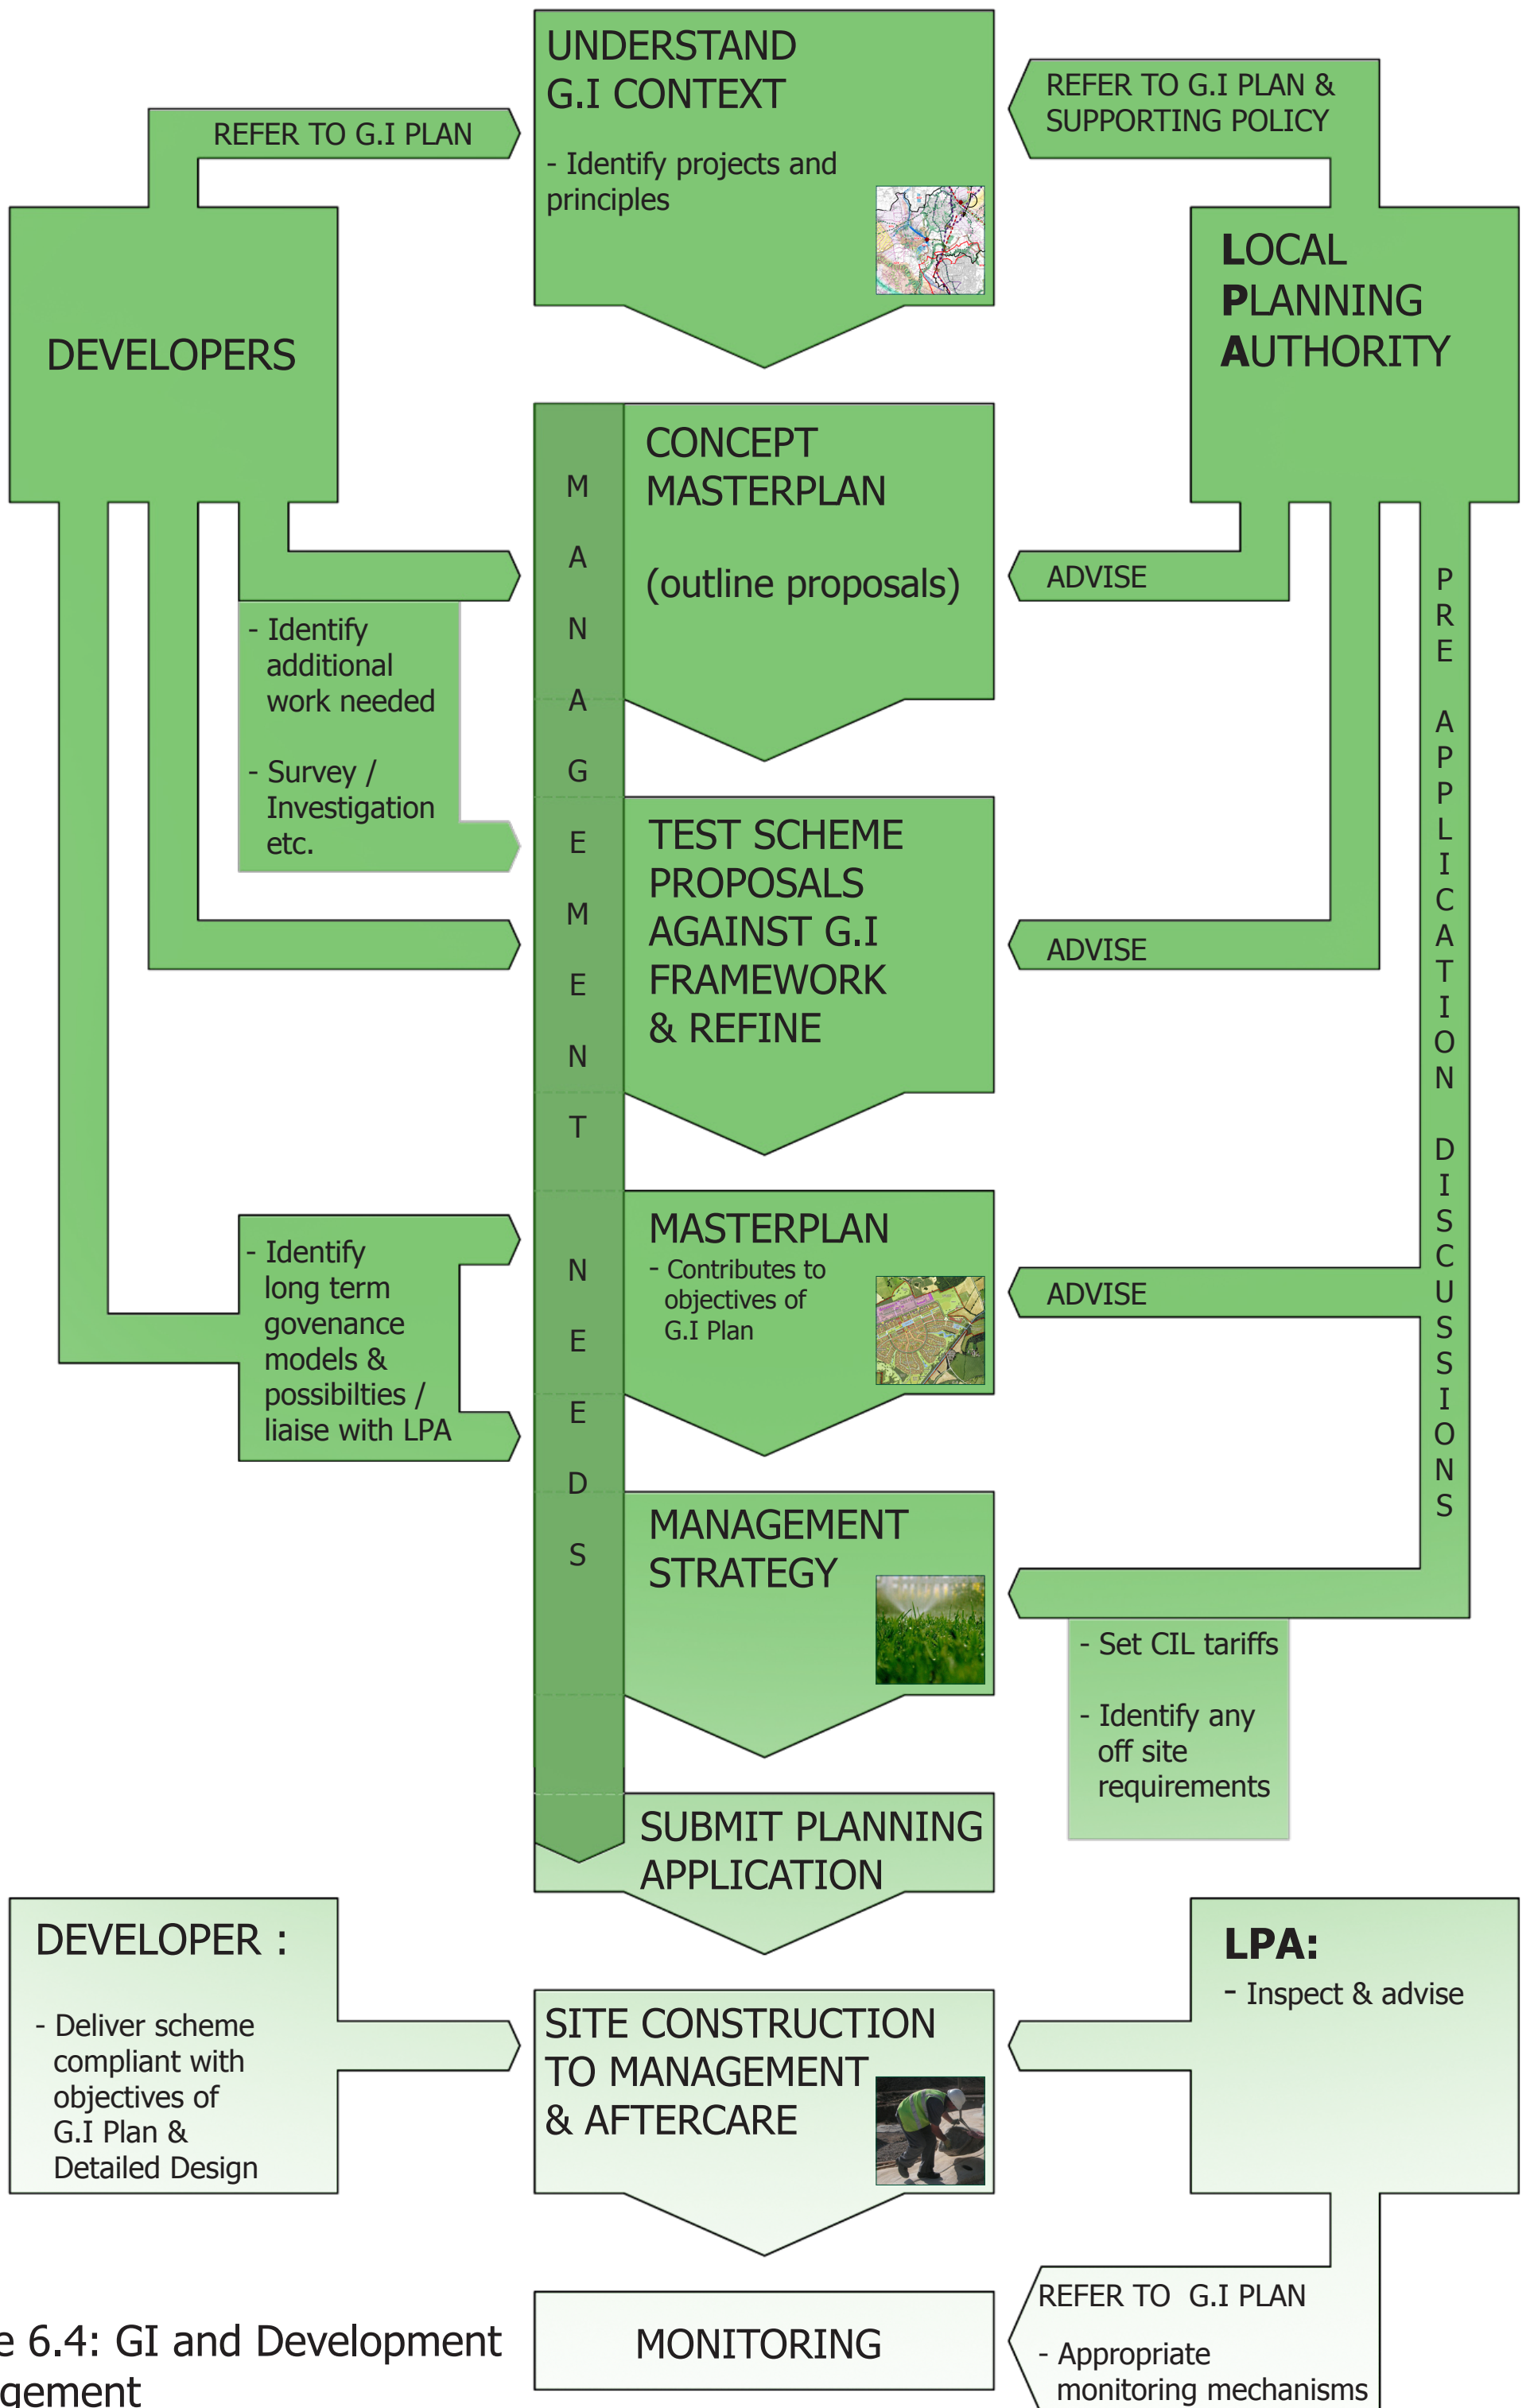 UNDERSTAND
G.I CONTEXT
- Identify projects and
principles
REFER TO G.I PLAN
REFER TO G.I PLAN &
SUPPORTING POLICY
DEVELOPERS
LOCAL
PLANNING
AUTHORITY
MANAGEMENT NEEDS
CONCEPT
MASTERPLAN
(outline proposals)
ADVISE
PRE APPLICATION DISCUSSIONS
- Identify
additional
work needed
- Survey /
Investigation
etc.
TEST SCHEME
PROPOSALS
AGAINST G.I
FRAMEWORK
& REFINE
ADVISE
- Identify
long term
govenance
models &
possibilties /
liaise with LPA
MASTERPLAN
- Contributes to
objectives of
G.I Plan
ADVISE
MANAGEMENT
STRATEGY
- Set CIL tariffs
- Identify any
off site
requirements
SUBMIT PLANNING
APPLICATION
DEVELOPER :
- Deliver scheme
compliant with
objectives of
G.I Plan &
Detailed Design
SITE CONSTRUCTION
TO MANAGEMENT
& AFTERCARE
LPA:
- Inspect & advise
MONITORING
REFER TO G.I PLAN
- Appropriate
monitoring mechanisms
e 6.4: GI and Development
gement